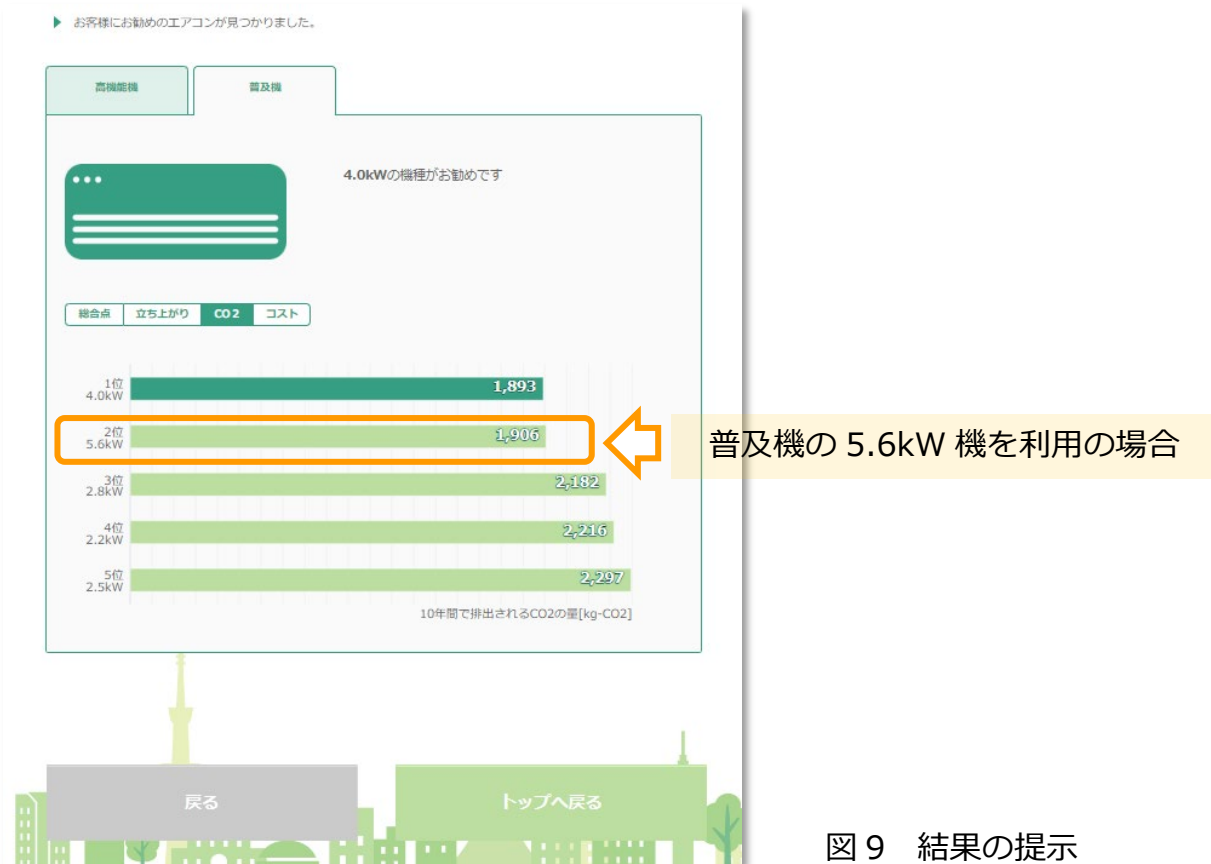 お客様にお勧めのエアコンが見つかりました。
高機能機
普及機
4.0kWの機種がお勧めです
総合点 立ち上がり CO2 コスト
1位
4.0kW
1,893
2位
5.6kW
1,906
普及機の 5.6kW 機を利用の場合
3位
2.8kW
2,182
4位
2.2kW
2,216
5位
2.5kW
2,297
10年間で排出されるCO2の量[kg-CO2]
戻る
トップへ戻る
図 9 結果の提示